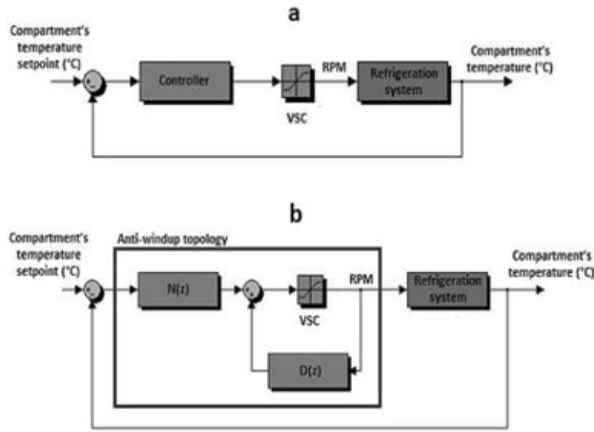 a
Compartment's
temperature
setpoint (°C)
Controller
RPM
VSC
Refrigeration
system
Compartment's
temperature (°C)
b
Compartment's
temperature
setpoint (°C)
Anti-windup topology
N(z)
VSC
RPM
D(z)
Refrigeration
system
Compartment's
temperature (°C)